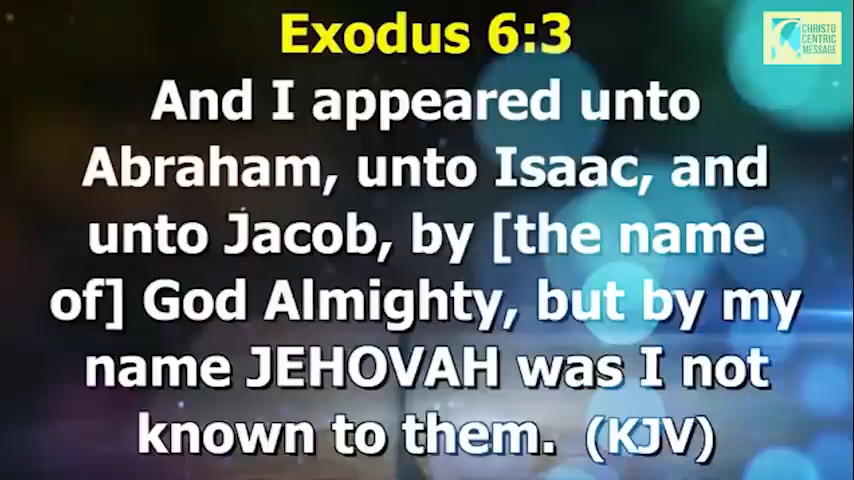 Exodus 6:3
CHRISTO
CENTRIC
MESSAGE
And I appeared unto
Abraham, unto Isaac, and
unto Jacob, by [the name
of] God Almighty, but by my
name JEHOVAH was I not
known to them. (KJV)